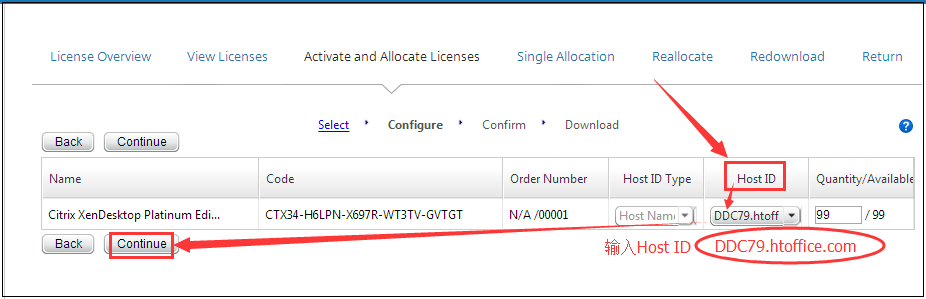 License Overview View Licenses Activate and Allocate Licenses Single Allocation Reallocate Redownload Return
Select Configure Confirm Download
Back Continue
Name Code Order Number Host ID Type Host ID Quantity/Available
Citrix XenDesktop Platinum Edi... CTX34-H6LPN-X697R-WT3TV-GVTGT N/A /00001 Host Name DDC79.htoff 99 / 99
Back Continue
输入Host ID DDC79.htoffice.com